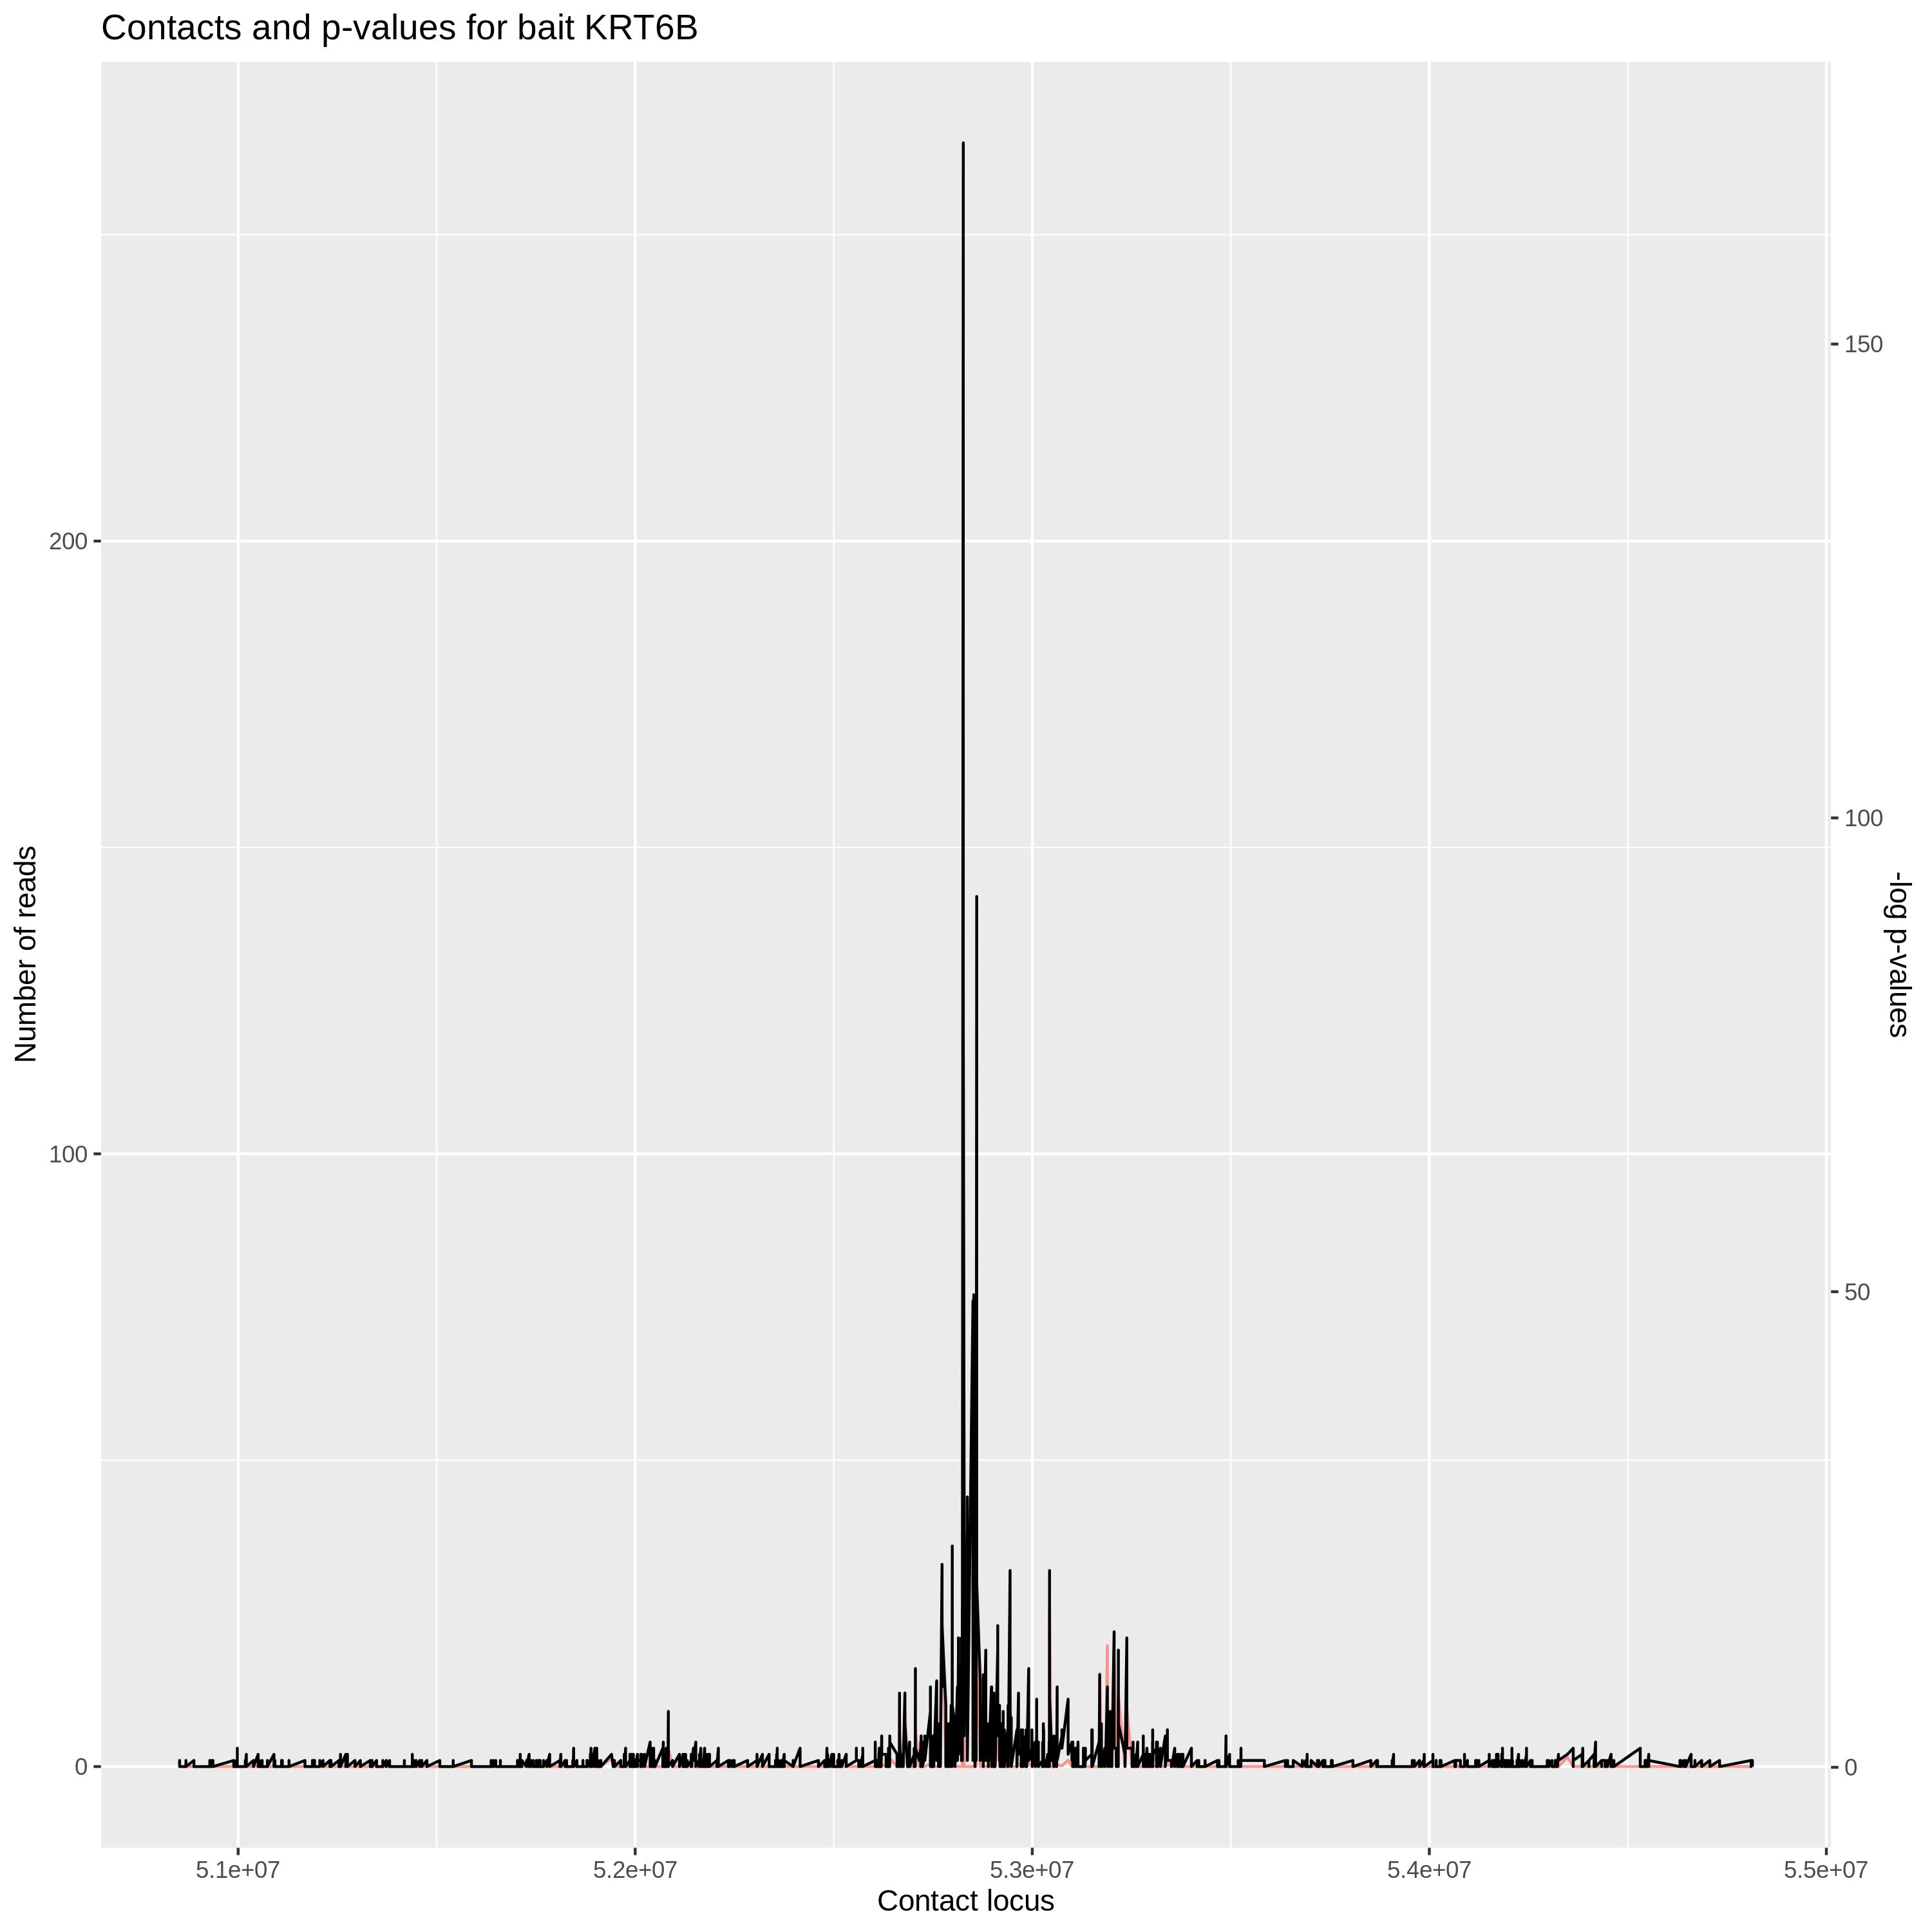 Contacts and p-values for bait KRT6B
Number of reads
200
100
0
150
100
50
0
-log p-values
5.1e+07 5.2e+07 5.3e+07 5.4e+07 5.5e+07
Contact locus